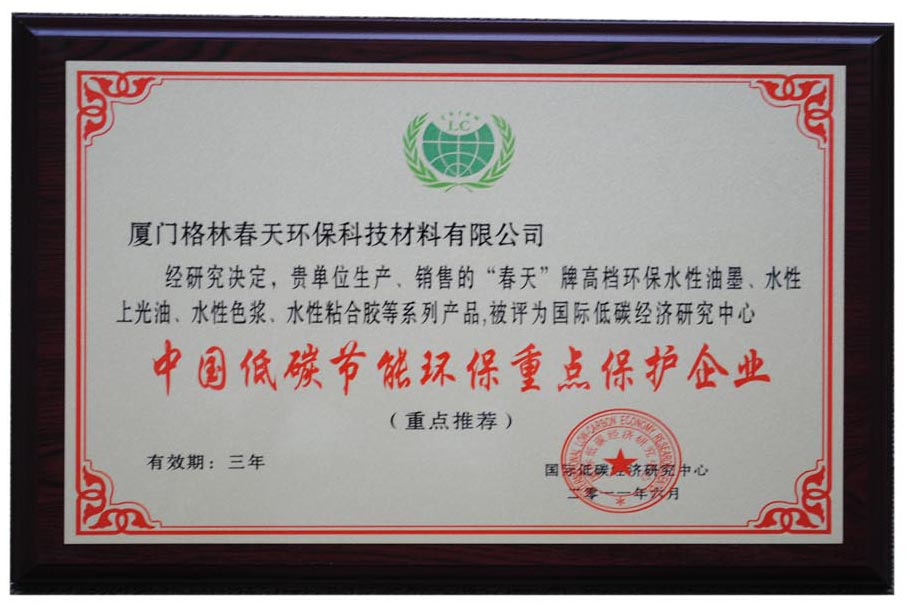 LC
厦门格林春天环保科技材料有限公司
经研究决定，贵单位生产、销售的“春天”牌高档环保水性油墨、水性
上光油、水性色浆、水性粘合胶等系列产品,被评为国际低碳经济研究中心
中国低碳节能环保重点保护企业
（重点推荐）
有效期：三年
国际低碳经济研究中心
二零一一年六月
LOW-CARBON ECONOMY RESEARCH